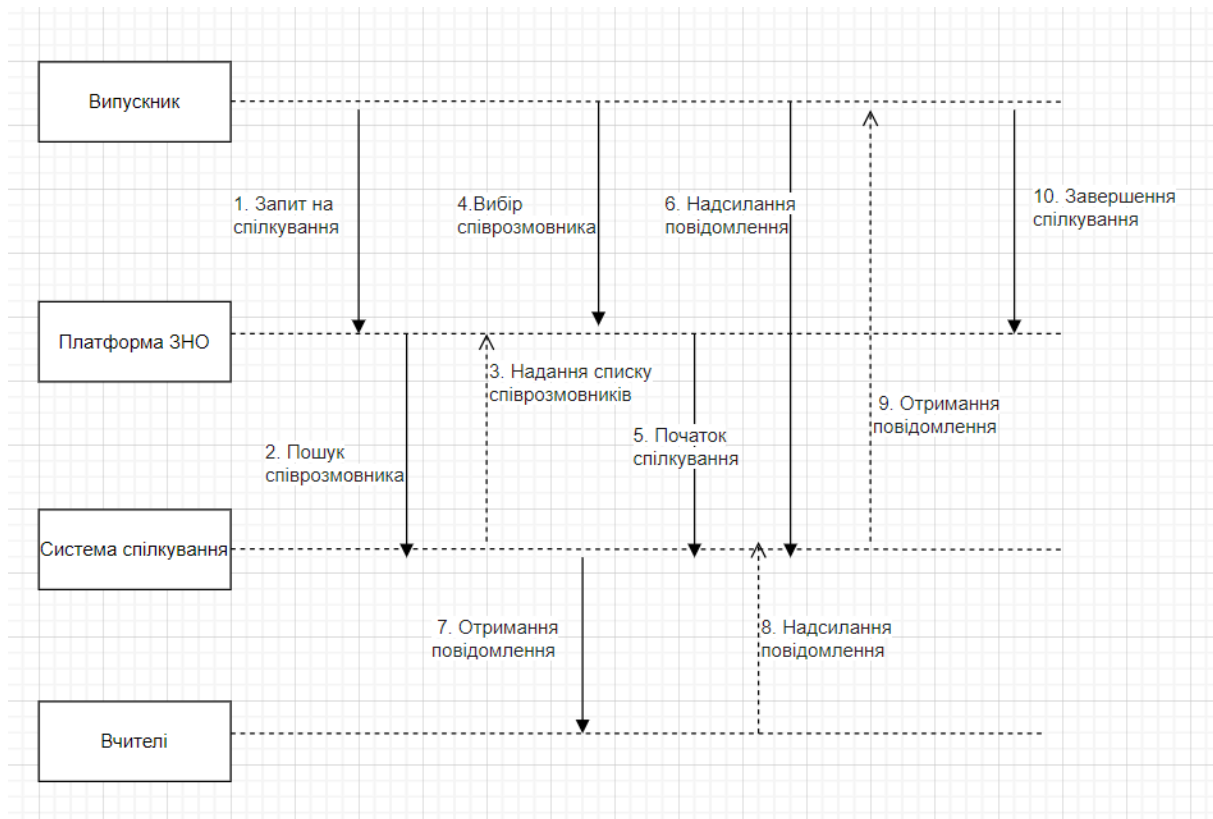 Випускник
1. Запит на
спілкування
4.Вибір
співрозмовника
6. Надсилання
повідомлення
10. Завершення
спілкування
Платформа ЗНО
3. Надання списку
співрозмовників
9. Отримання
повідомлення
5. Початок
спілкування
2. Пошук
співрозмовника
Система спілкування
7. Отримання
повідомлення
8. Надсилання
повідомлення
Вчителі